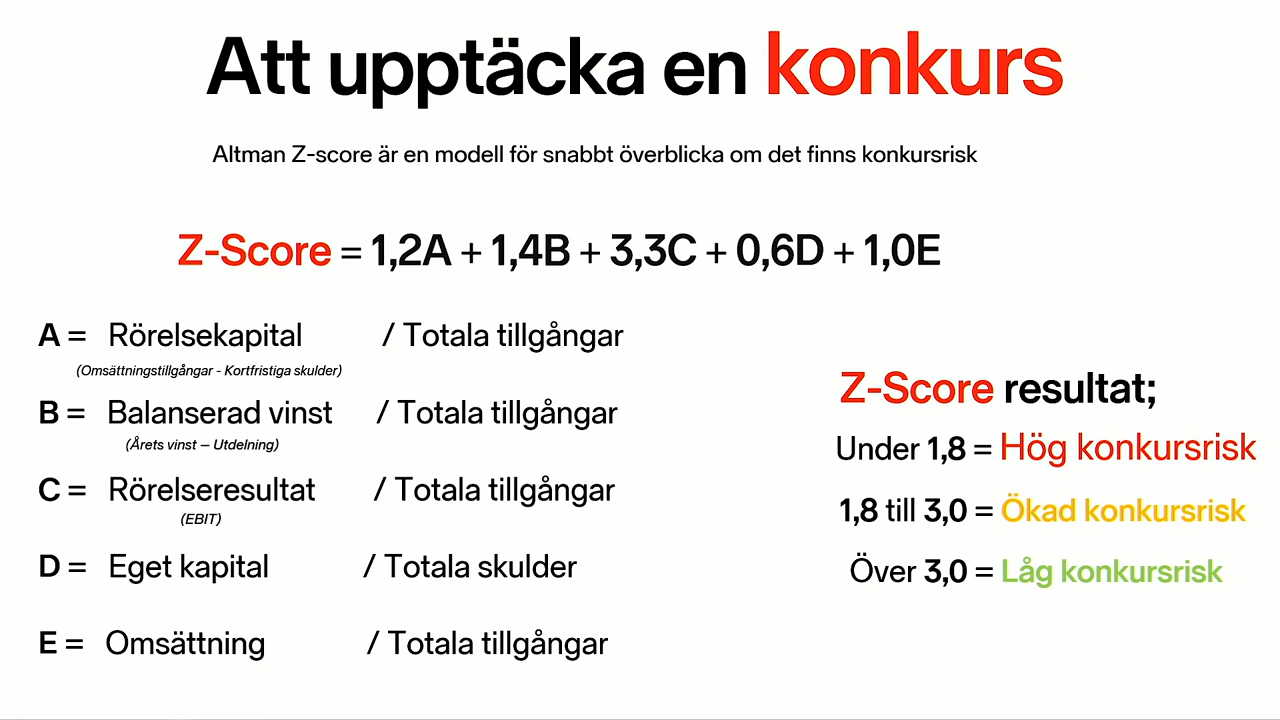 Att upptäcka en konkurs
Altman Z-score är en modell för snabbt överblicka om det finns konkursrisk
Z-Score = 1,2A + 1,4B + 3,3C + 0,6D + 1,0E
A = Rörelsekapital / Totala tillgångar
(Omsättningstillgångar - Kortfristiga skulder)
B = Balanserad vinst / Totala tillgångar
(Årets vinst – Utdelning)
C = Rörelseresultat / Totala tillgångar
(EBIT)
D = Eget kapital / Totala skulder
E = Omsättning / Totala tillgångar
Z-Score resultat;
Under 1,8 = Hög konkursrisk
1,8 till 3,0 = Ökad konkursrisk
Över 3,0 = Låg konkursrisk